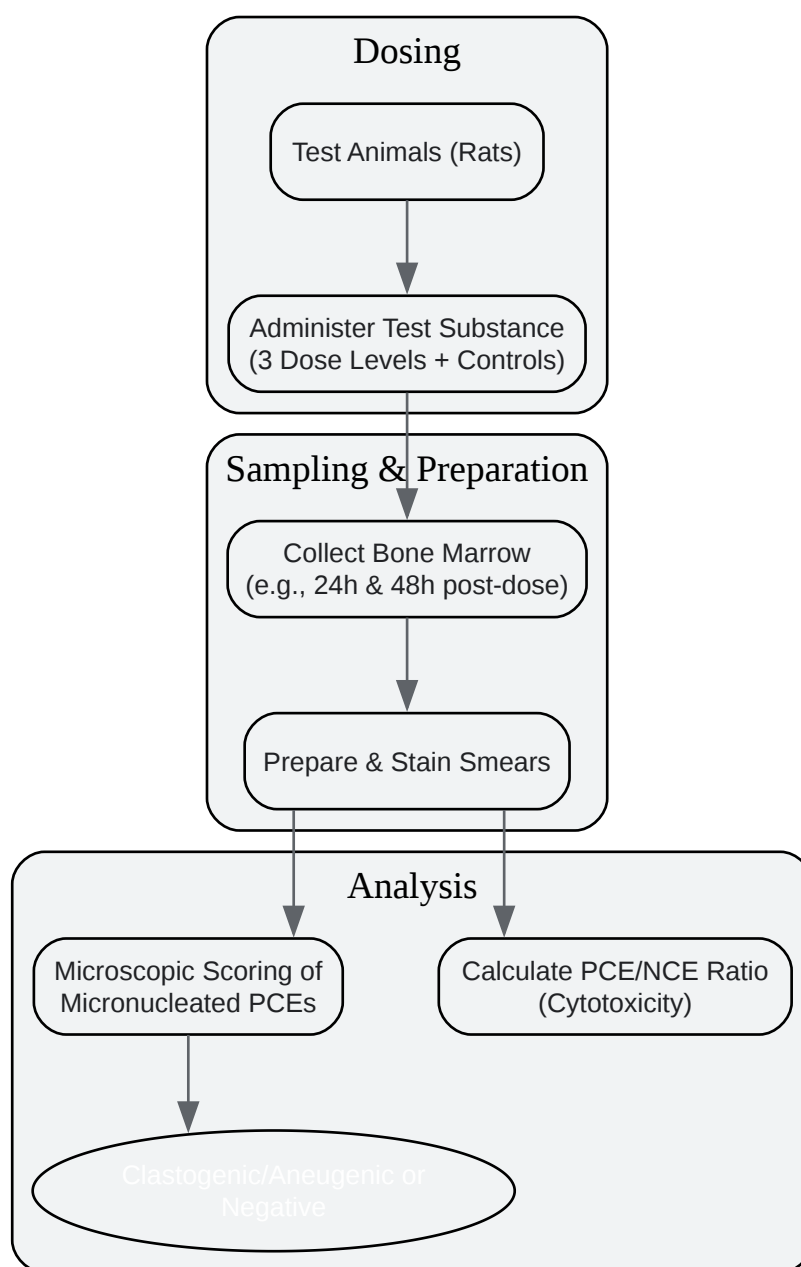 Dosing
Test Animals (Rats)
Administer Test Substance
(3 Dose Levels + Controls)
Sampling & Preparation
Collect Bone Marrow
(e.g., 24h & 48h post-dose)
Prepare & Stain Smears
Analysis
Microscopic Scoring of
Micronucleated PCEs
Calculate PCE/NCE Ratio
(Cytotoxicity)
Clastogenic/Aneugenic or
Negative